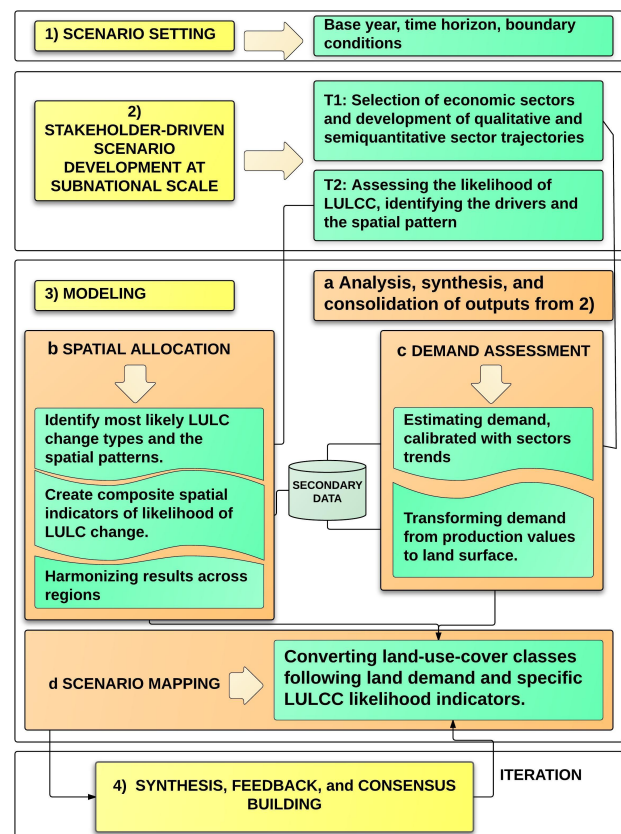 1) SCENARIO SETTING
Base year, time horizon, boundary
conditions
2)
STAKEHOLDER-DRIVEN
SCENARIO
DEVELOPMENT AT
SUBNATIONAL SCALE
T1: Selection of economic sectors
and development of qualitative and
semiquantitative sector trajectories
T2: Assessing the likelihood of
LULCC, identifying the drivers and
the spatial pattern
3) MODELING
a Analysis, synthesis, and
consolidation of outputs from 2)
b SPATIAL ALLOCATION
Identify most likely LULC
change types and the
spatial patterns.
Create composite spatial
indicators of likelihood of
LULC change.
Harmonizing results across
regions
SECONDARY
DATA
c DEMAND ASSESSMENT
Estimating demand,
calibrated with sectors
trends
Transforming demand
from production values
to land surface.
d SCENARIO MAPPING
Converting land-use-cover classes
following land demand and specific
LULCC likelihood indicators.
4) SYNTHESIS, FEEDBACK, and CONSENSUS
BUILDING
ITERATION